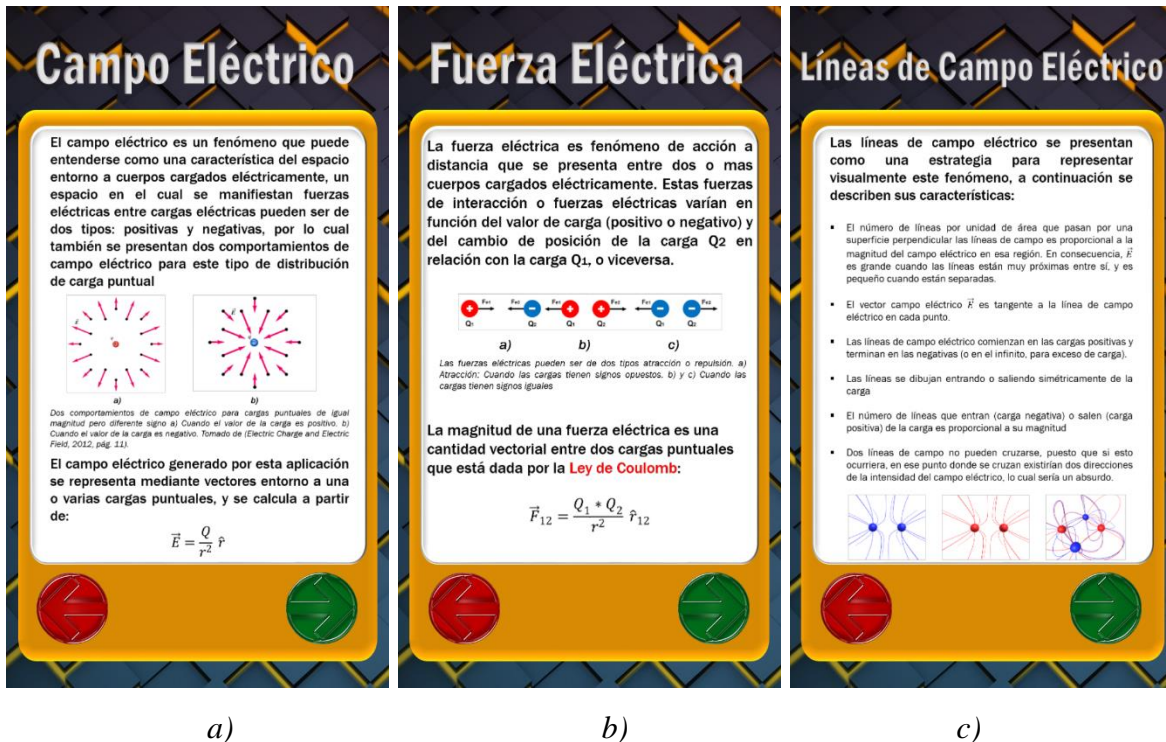 Campo Eléctrico
El campo eléctrico es un fenómeno que puede
entenderse como una característica del espacio
entorno a cuerpos cargados eléctricamente, un
espacio en el cual se manifiestan fuerzas
eléctricas entre cargas eléctricas pueden ser de
dos tipos: positivas y negativas, por lo cual
también se presentan dos comportamientos de
campo eléctrico para este tipo de distribución
de carga puntual
a) b)
Dos comportamientos de campo eléctrico para cargas puntuales de igual
magnitud pero diferente signo a) Cuando el valor de la carga es positivo. b)
Cuando el valor de la carga es negativo. Tomado de (Electric Charge and Electric
Field, 2012, pág. 11).
El campo eléctrico generado por esta aplicación
se representa mediante vectores entorno a una
o varias cargas puntuales, y se calcula a partir
de:
E⃗ = Q/r² r̂
a)
Fuerza Eléctrica
La fuerza eléctrica es fenómeno de acción a
distancia que se presenta entre dos o mas
cuerpos cargados eléctricamente. Estas fuerzas
de interacción o fuerzas eléctricas varían en
función del valor de carga (positivo o negativo) y
del cambio de posición de la carga Q2 en
relación con la carga Q1, o viceversa.
+ − + + − −
Q1 Q2 Q1 Q2 Q1 Q2
a) b) c)
Las fuerzas eléctricas pueden ser de dos tipos atracción o repulsión. a)
Atracción: Cuando las cargas tienen signos opuestos. b) y c) Cuando las
cargas tienen signos iguales
La magnitud de una fuerza eléctrica es una
cantidad vectorial entre dos cargas puntuales
que está dada por la Ley de Coulomb:
F⃗₁₂ = Q₁ * Q₂/r² r̂₁₂
b)
Líneas de Campo Eléctrico
Las líneas de campo eléctrico se presentan
como una estrategia para representar
visualmente este fenómeno, a continuación se
describen sus características:
▪ El número de líneas por unidad de área que pasan por una
superficie perpendicular las líneas de campo es proporcional a la
magnitud del campo eléctrico en esa región. En consecuencia, E⃗
es grande cuando las líneas están muy próximas entre sí, y es
pequeño cuando están separadas.
▪ El vector campo eléctrico E⃗ es tangente a la línea de campo
eléctrico en cada punto.
▪ Las líneas de campo eléctrico comienzan en las cargas positivas y
terminan en las negativas (o en el infinito, para exceso de carga).
▪ Las líneas se dibujan entrando o saliendo simétricamente de la
carga
▪ El número de líneas que entran (carga negativa) o salen (carga
positiva) de la carga es proporcional a su magnitud
▪ Dos líneas de campo no pueden cruzarse, puesto que si esto
ocurriera, en ese punto donde se cruzan existirían dos direcciones
de la intensidad del campo eléctrico, lo cual sería un absurdo.
c)